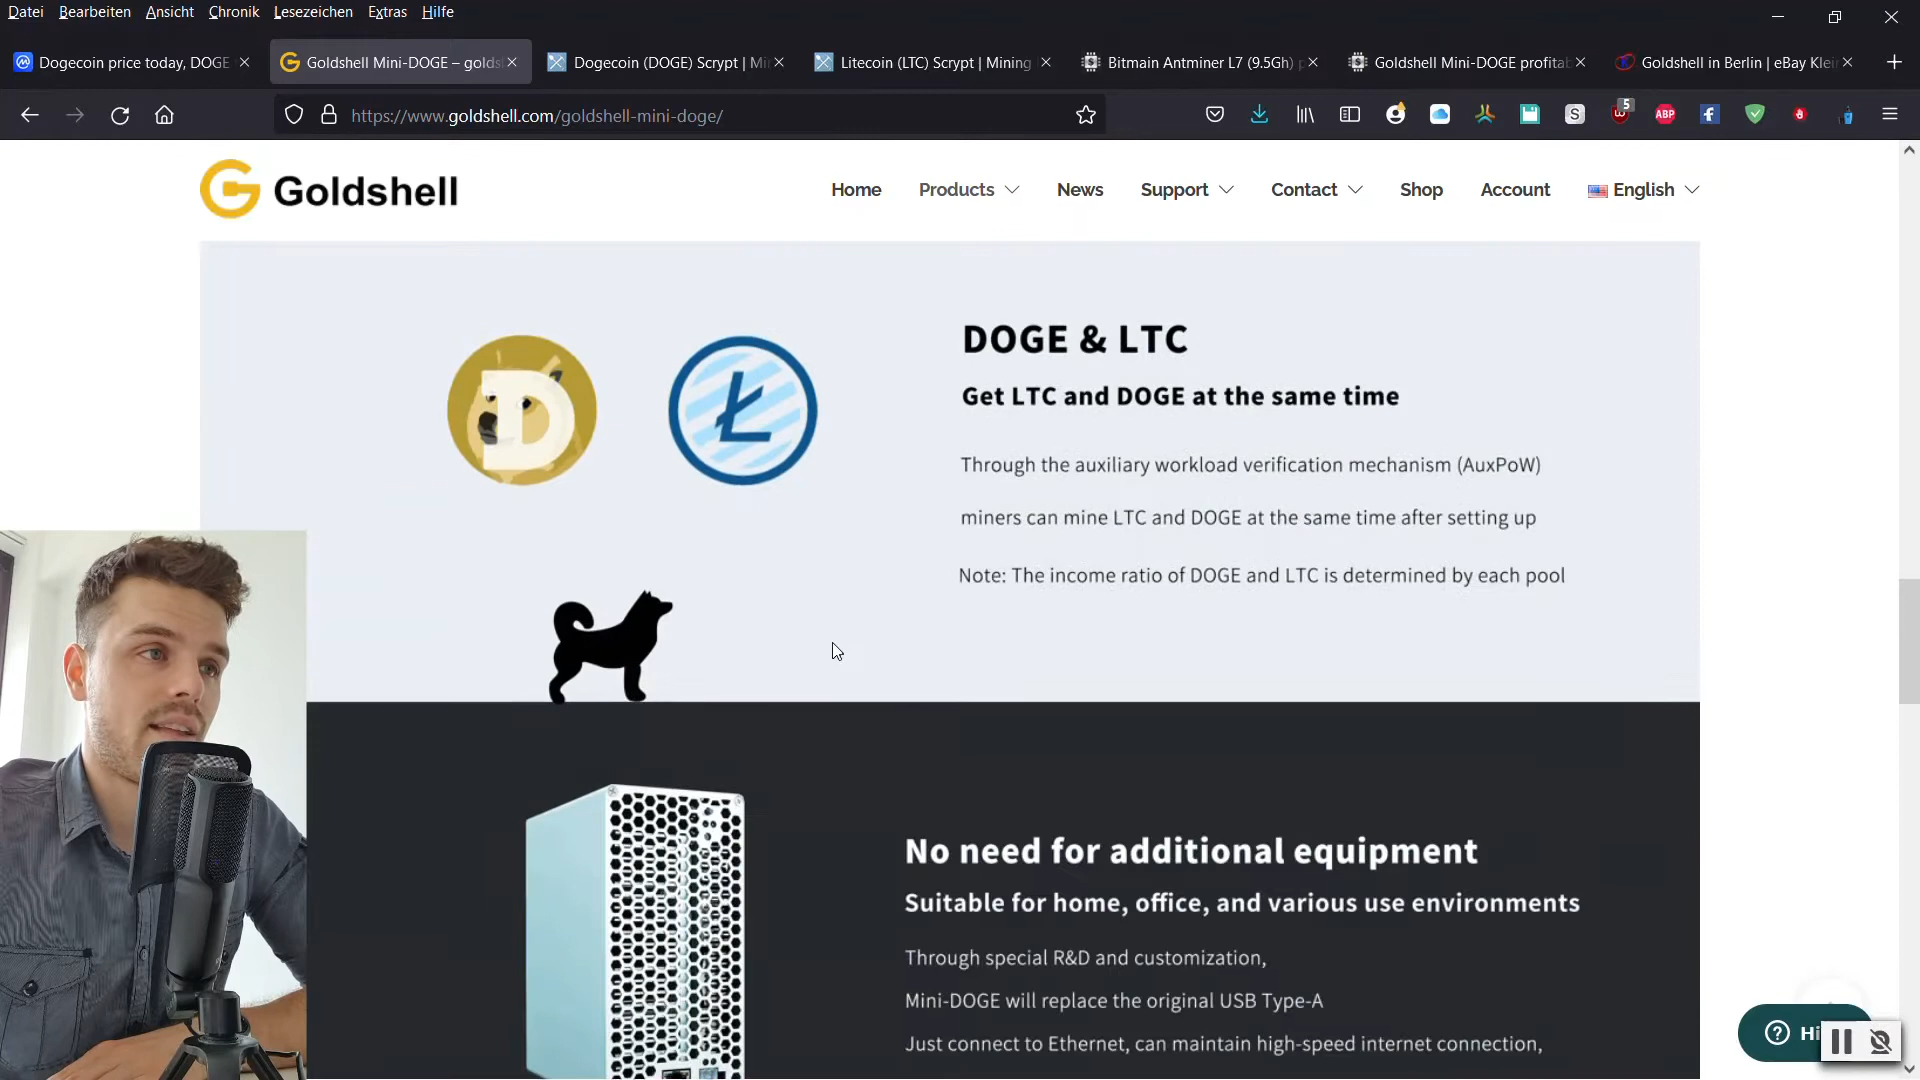 Datei Bearbeiten Ansicht Chronik Lesezeichen Extras Hilfe
Dogecoin price today, DOGE
Goldshell Mini-DOGE – golds
Dogecoin (DOGE) Scrypt | Mi
Litecoin (LTC) Scrypt | Mining
Bitmain Antminer L7 (9.5Gh) p
Goldshell Mini-DOGE profitab
Goldshell in Berlin | eBay Klei
https://www.goldshell.com/goldshell-mini-doge/
S
5
ABP
Goldshell
Home Products News Support Contact Shop Account English
DOGE & LTC
Get LTC and DOGE at the same time
Through the auxiliary workload verification mechanism (AuxPoW)
miners can mine LTC and DOGE at the same time after setting up
Note: The income ratio of DOGE and LTC is determined by each pool
No need for additional equipment
Suitable for home, office, and various use environments
Through special R&D and customization,
Mini-DOGE will replace the original USB Type-A
Just connect to Ethernet, can maintain high-speed internet connection,
Hi